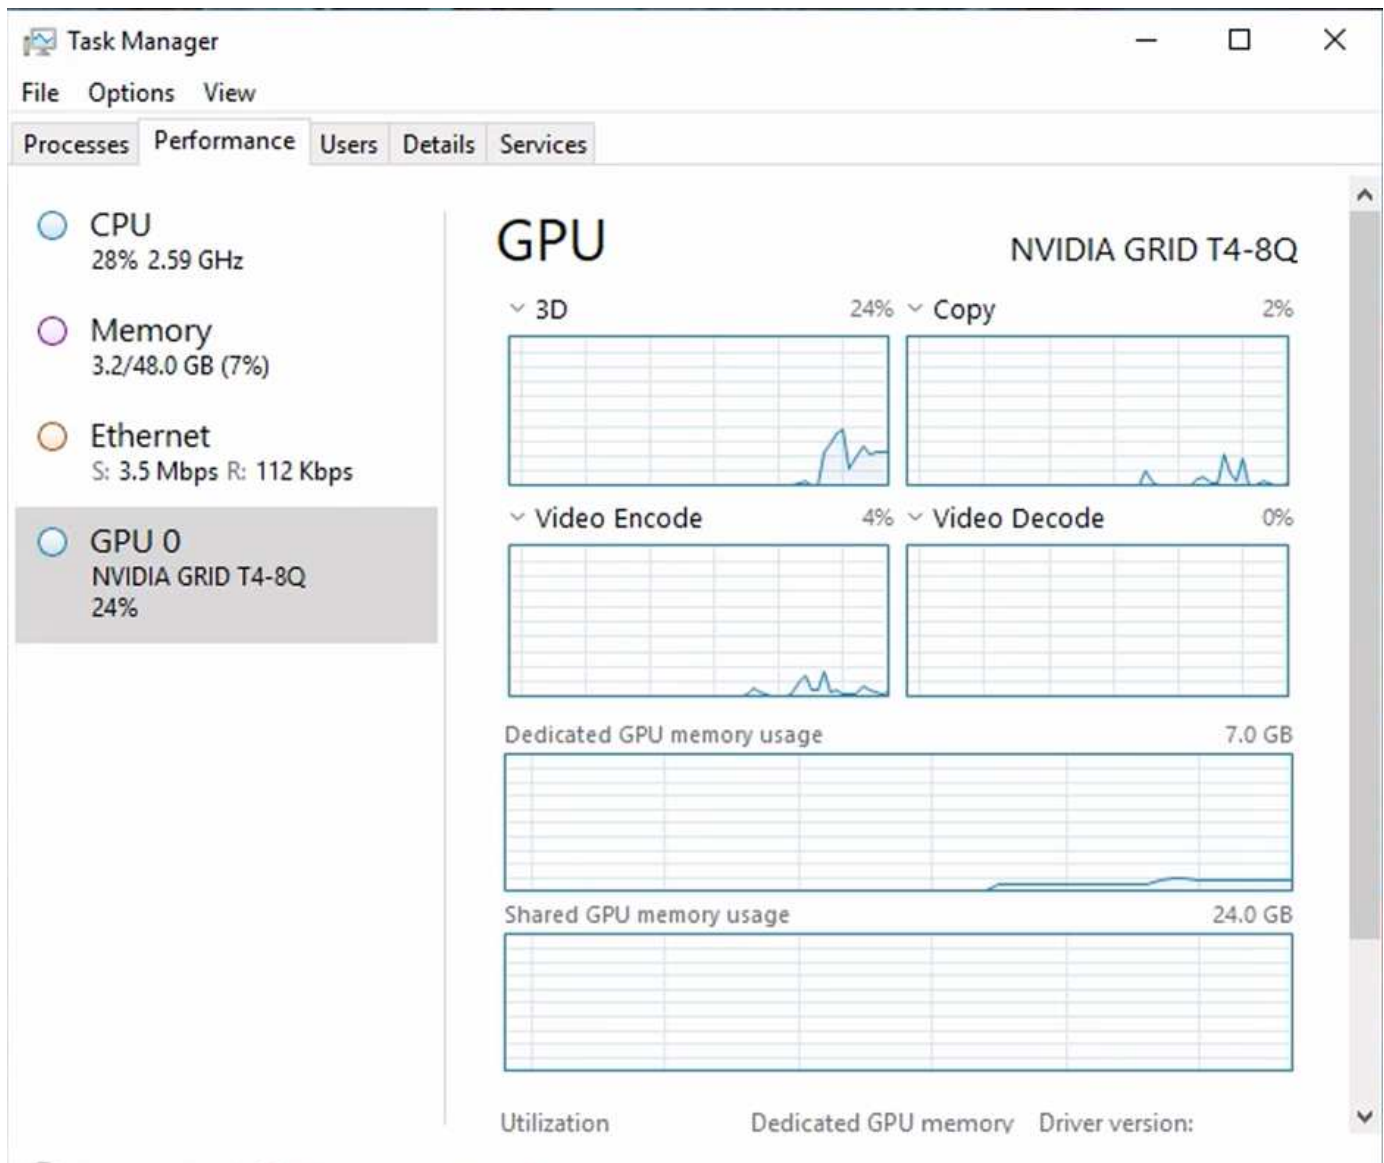 Task Manager
File Options View
Processes Performance Users Details Services
CPU
28% 2.59 GHz
Memory
3.2/48.0 GB (7%)
Ethernet
S: 3.5 Mbps R: 112 Kbps
GPU 0
NVIDIA GRID T4-8Q
24%
GPU NVIDIA GRID T4-8Q
3D 24% Copy 2%
Video Encode 4% Video Decode 0%
Dedicated GPU memory usage 7.0 GB
Shared GPU memory usage 24.0 GB
Utilization Dedicated GPU memory Driver version: